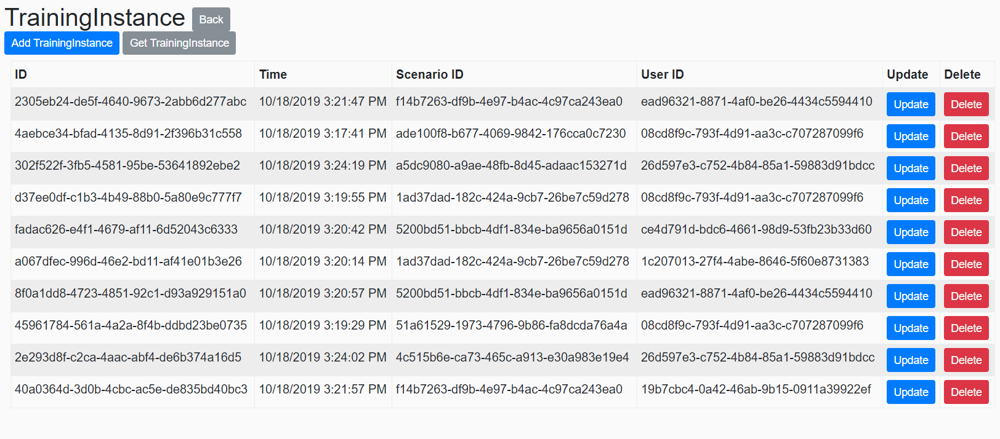 TrainingInstance Back
Add TrainingInstance Get TrainingInstance
ID Time Scenario ID User ID Update Delete
2305eb24-de5f-4640-9673-2abb6d277abc 10/18/2019 3:21:47 PM f14b7263-df9b-4e97-b4ac-4c97ca243ea0 ead96321-8871-4af0-be26-4434c5594410 Update Delete
4aebce34-bfad-4135-8d91-2f396b31c558 10/18/2019 3:17:41 PM ade100f8-b677-4069-9842-176cca0c7230 08cd8f9c-793f-4d91-aa3c-c707287099f6 Update Delete
302f522f-3fb5-4581-95be-53641892ebe2 10/18/2019 3:24:19 PM a5dc9080-a9ae-48fb-8d45-adaac153271d 26d597e3-c752-4b84-85a1-59883d91bdcc Update Delete
d37ee0df-c1b3-4b49-88b0-5a80e9c777f7 10/18/2019 3:19:55 PM 1ad37dad-182c-424a-9cb7-26be7c59d278 08cd8f9c-793f-4d91-aa3c-c707287099f6 Update Delete
fadac626-e4f1-4679-af11-6d52043c6333 10/18/2019 3:20:42 PM 5200bd51-bbcb-4df1-834e-ba9656a0151d ce4d791d-bdc6-4661-98d9-53fb23b33d60 Update Delete
a067dfec-996d-46e2-bd11-af41e01b3e26 10/18/2019 3:20:14 PM 1ad37dad-182c-424a-9cb7-26be7c59d278 1c207013-27f4-4abe-8646-5f60e8731383 Update Delete
8f0a1dd8-4723-4851-92c1-d93a929151a0 10/18/2019 3:20:57 PM 5200bd51-bbcb-4df1-834e-ba9656a0151d ead96321-8871-4af0-be26-4434c5594410 Update Delete
45961784-561a-4a2a-8f4b-ddbd23be0735 10/18/2019 3:19:29 PM 51a61529-1973-4796-9b86-fa8dcda76a4a 08cd8f9c-793f-4d91-aa3c-c707287099f6 Update Delete
2e293d8f-c2ca-4aac-abf4-de6b374a16d5 10/18/2019 3:24:02 PM 4c515b6e-ca73-465c-a913-e30a983e19e4 26d597e3-c752-4b84-85a1-59883d91bdcc Update Delete
40a0364d-3d0b-4cbc-ac5e-de835bd40bc3 10/18/2019 3:21:57 PM f14b7263-df9b-4e97-b4ac-4c97ca243ea0 19b7cbc4-0a42-46ab-9b15-0911a39922ef Update Delete